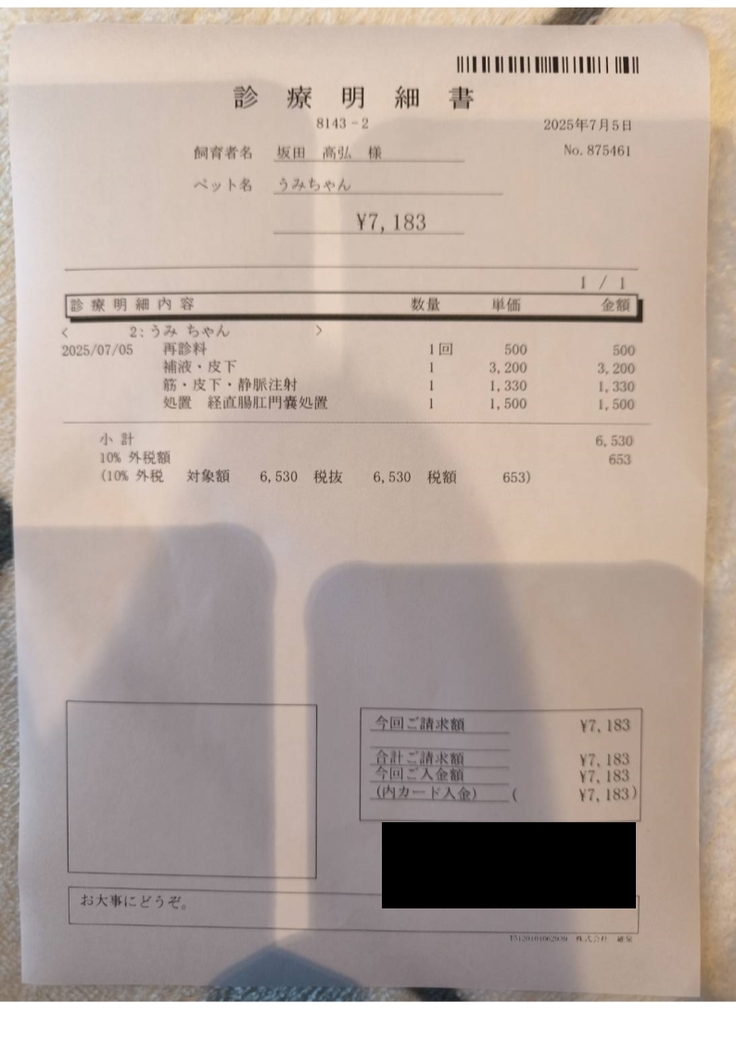 診療明細書
8143-2
2025年7月5日
飼育者名 坂田 高弘 様
No.875461
ペット名 うみちゃん
¥7,183
1 / 1
診療明細内容 数量 単価 金額
< 2:うみ ちゃん >
2025/07/05 再診料 1回 500 500
補液・皮下 1 3,200 3,200
筋・皮下・静脈注射 1 1,330 1,330
処置 経直腸肛門嚢処置 1 1,500 1,500
小計 6,530
10% 外税額 653
(10% 外税 対象額 6,530 税抜 6,530 税額 653)
今回ご請求額 ¥7,183
合計ご請求額 ¥7,183
今回ご入金額 ¥7,183
(内カード入金) ( ¥7,183)
お大事にどうぞ。
株式会社